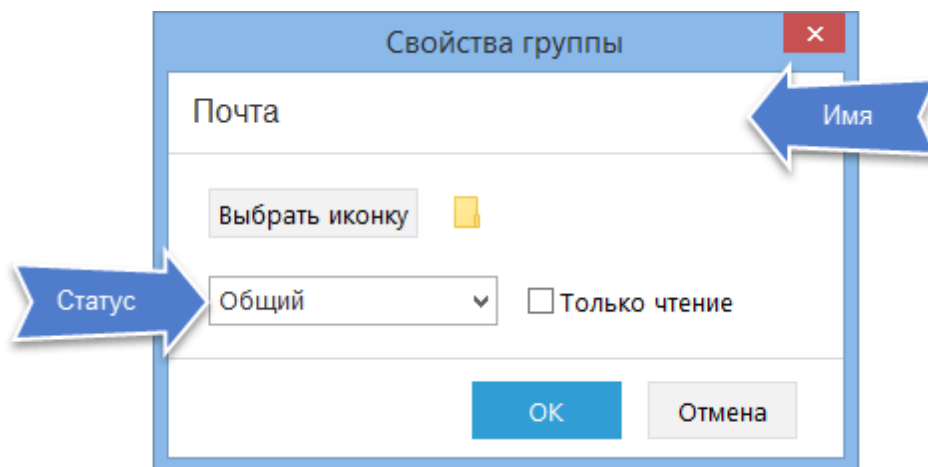 Свойства группы
Почта
Имя
Выбрать иконку
Статус
Общий
Только чтение
OK
Отмена